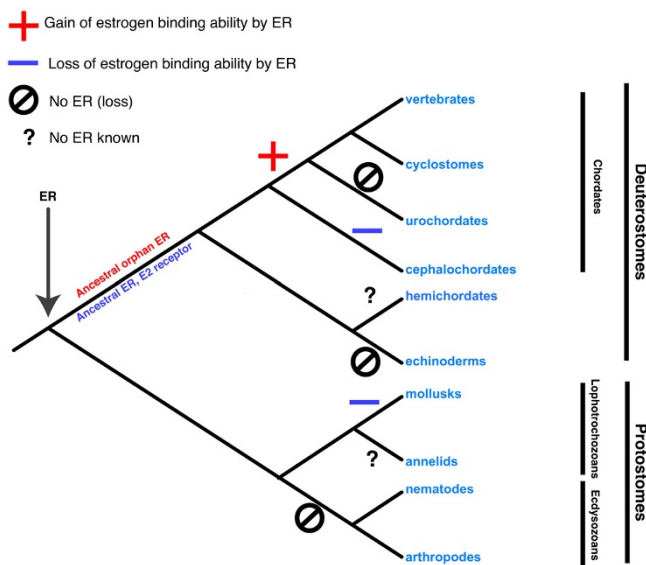 Gain of estrogen binding ability by ER
Loss of estrogen binding ability by ER
No ER (loss)
? No ER known
ER
Ancestral orphan ER
Ancestral ER, E2 receptor
vertebrates
cyclostomes
urochordates
cephalochordates
?
hemichordates
echinoderms
mollusks
?
annelids
nematodes
arthropodes
Chordates
Deuterostomes
Lophotrochozoans
Ecdysozoans
Protostomes